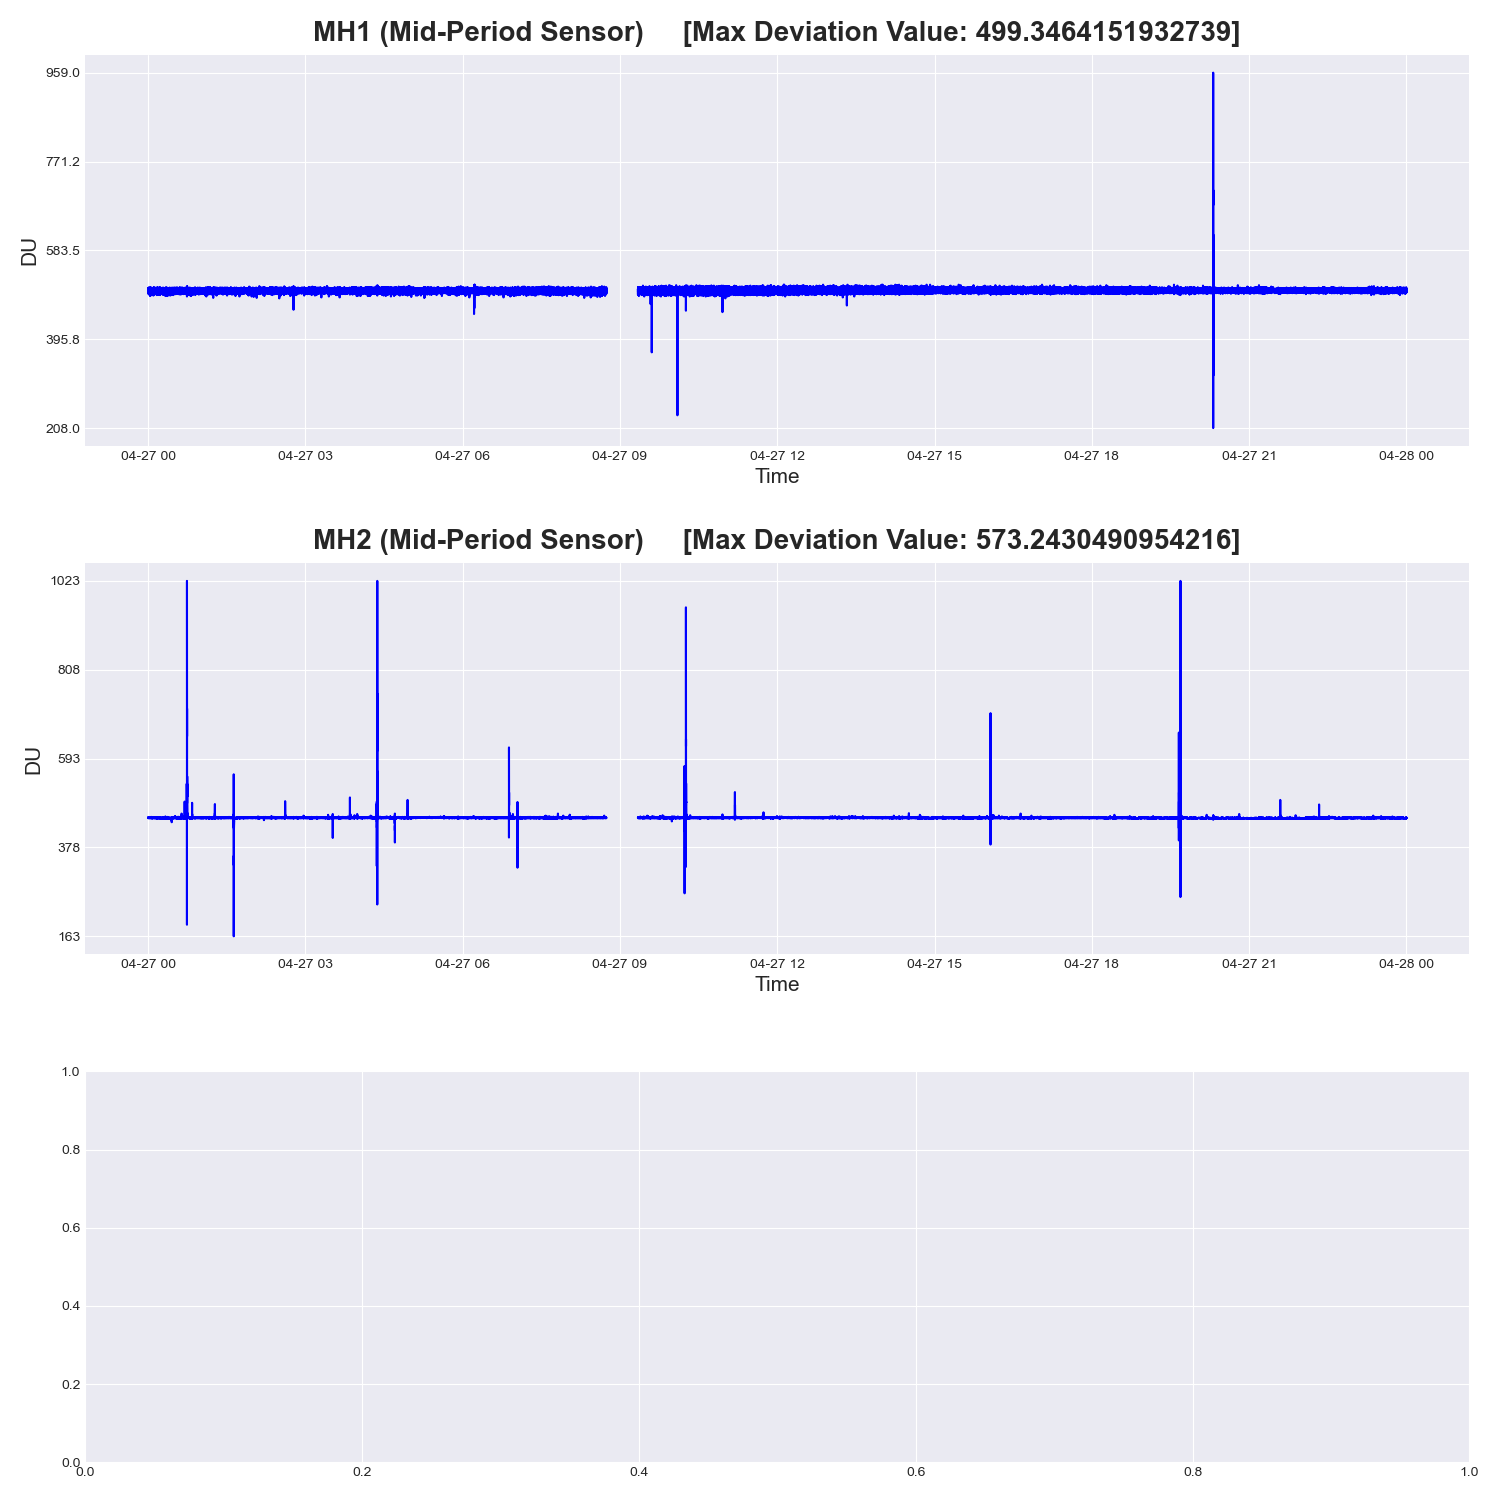 MH1 (Mid-Period Sensor) [Max Deviation Value: 499.3464151932739]
959.0
771.2
583.5
395.8
208.0
DU
04-27 00 04-27 03 04-27 06 04-27 09 04-27 12 04-27 15 04-27 18 04-27 21 04-28 00
Time
MH2 (Mid-Period Sensor) [Max Deviation Value: 573.2430490954216]
1023
808
593
378
163
DU
04-27 00 04-27 03 04-27 06 04-27 09 04-27 12 04-27 15 04-27 18 04-27 21 04-28 00
Time
1.0
0.8
0.6
0.4
0.2
0.0
0.0 0.2 0.4 0.6 0.8 1.0